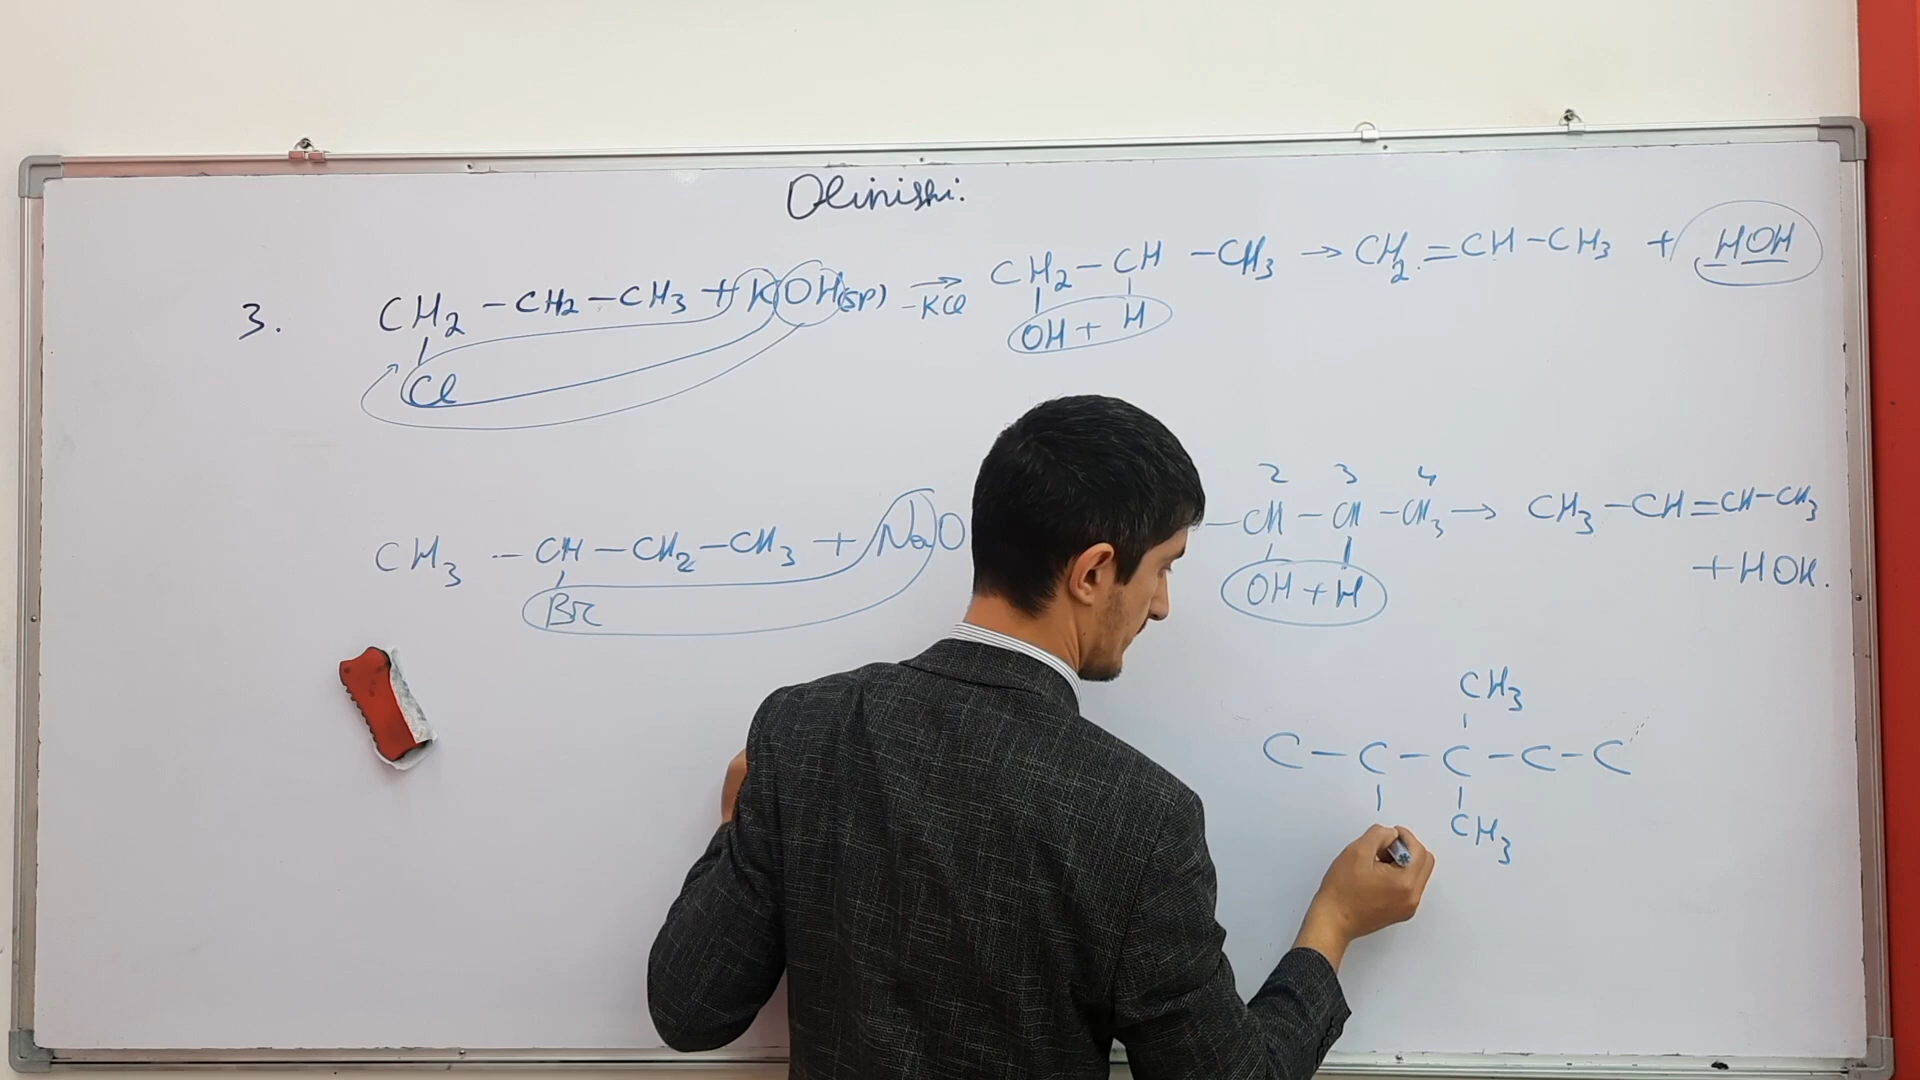 Olinishi.
3. CH2 - CH2 - CH3 + KOH(sp) → -KCl CH2 - CH - CH3 → CH2 = CH - CH3 + HOH
Cl OH + H
2 3 4
CH3 - CH - CH2 - CH3 + NaO - CH - CH - CH3 → CH3 - CH = CH - CH3
Br OH + H + HOH.
CH3
C - C - C - C - C
CH3